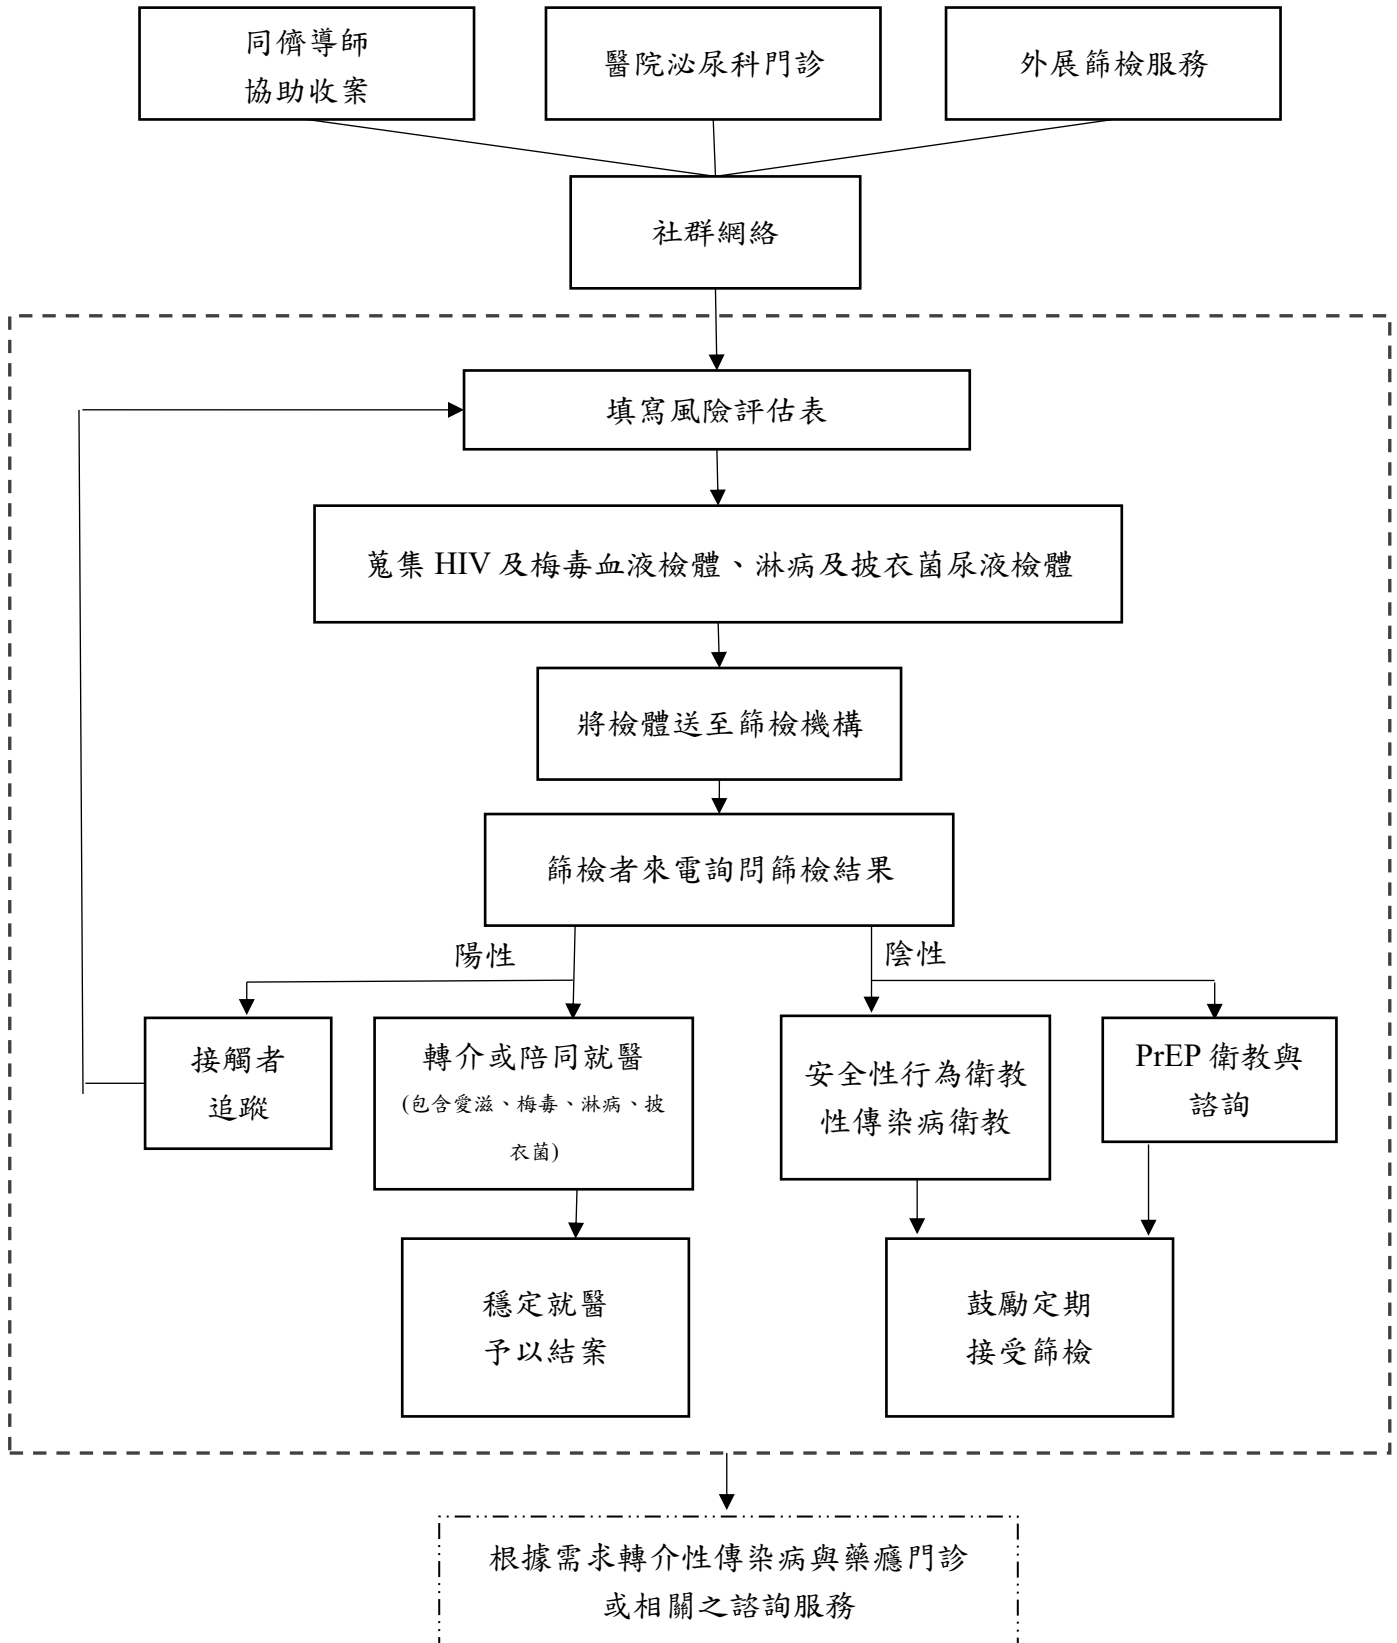 同儕導師
協助收案
醫院泌尿科門診
外展篩檢服務
社群網絡
填寫風險評估表
蒐集 HIV 及梅毒血液檢體、淋病及披衣菌尿液檢體
將檢體送至篩檢機構
篩檢者來電詢問篩檢結果
陽性
陰性
接觸者
追蹤
轉介或陪同就醫
(包含愛滋、梅毒、淋病、披
衣菌)
安全性行為衛教
性傳染病衛教
PrEP 衛教與
諮詢
穩定就醫
予以結案
鼓勵定期
接受篩檢
根據需求轉介性傳染病與藥癮門診
或相關之諮詢服務